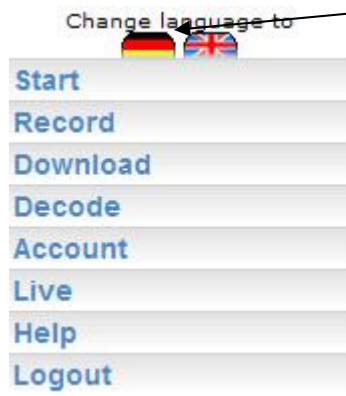 Change language to
Start
Record
Download
Decode
Account
Live
Help
Logout